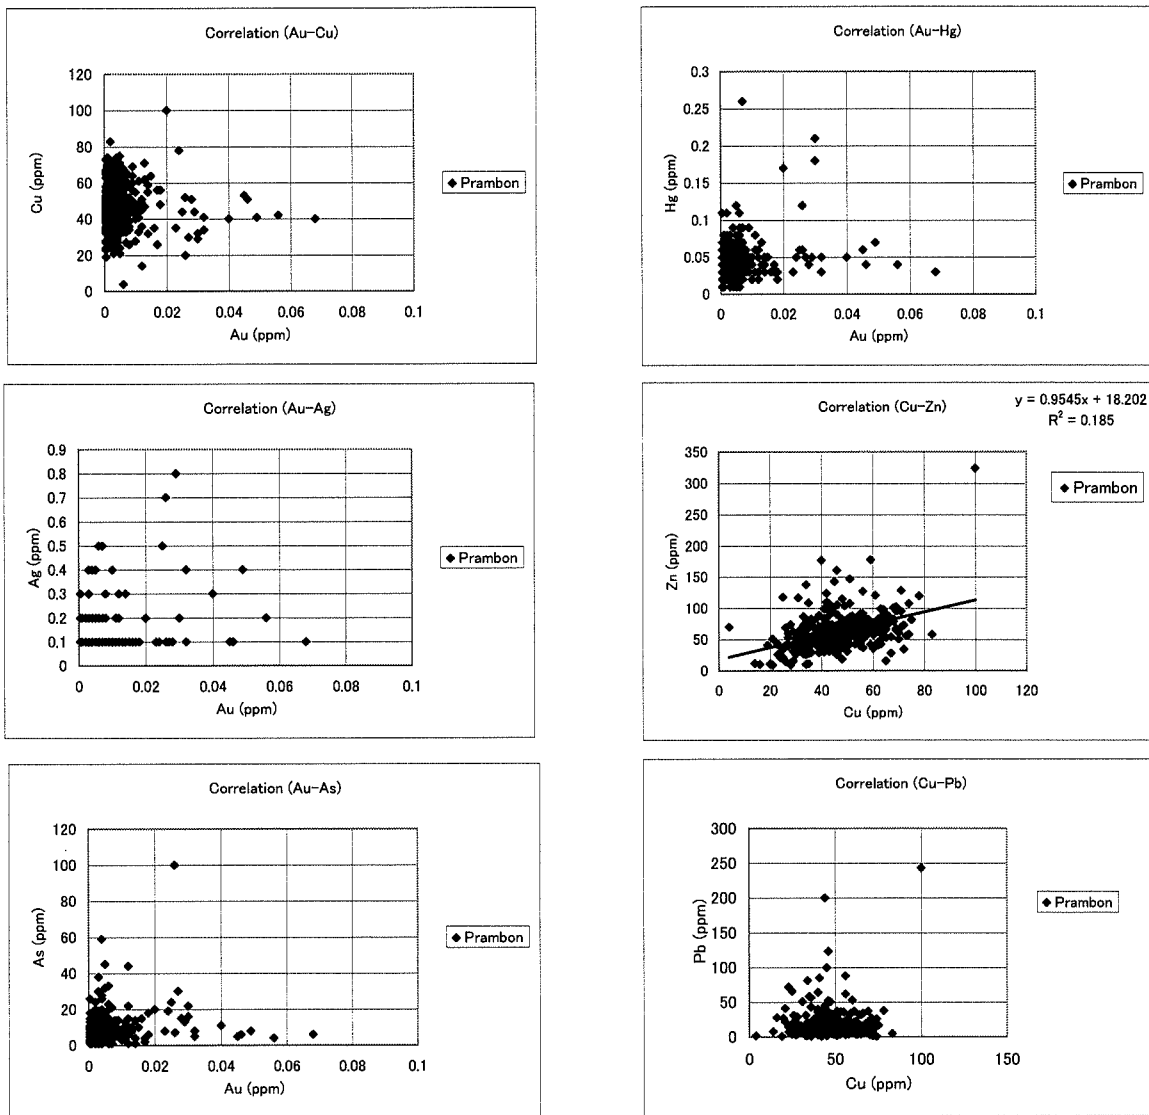 Correlation (Au-Cu)
120
100
80
60
40
20
0
Cu (ppm)
0 0.02 0.04 0.06 0.08 0.1
Au (ppm)
Prambon
Correlation (Au-Hg)
0.3
0.25
0.2
0.15
0.1
0.05
0
Hg (ppm)
0 0.02 0.04 0.06 0.08 0.1
Au (ppm)
Prambon
Correlation (Au-Ag)
0.9
0.8
0.7
0.6
0.5
0.4
0.3
0.2
0.1
0
Ag (ppm)
0 0.02 0.04 0.06 0.08 0.1
Au (ppm)
Prambon
Correlation (Cu-Zn)
y = 0.9545x + 18.202
R² = 0.185
350
300
250
200
150
100
50
0
Zn (ppm)
0 20 40 60 80 100 120
Cu (ppm)
Prambon
Correlation (Au-As)
120
100
80
60
40
20
0
As (ppm)
0 0.02 0.04 0.06 0.08 0.1
Au (ppm)
Prambon
Correlation (Cu-Pb)
300
250
200
150
100
50
0
Pb (ppm)
0 50 100 150
Cu (ppm)
Prambon